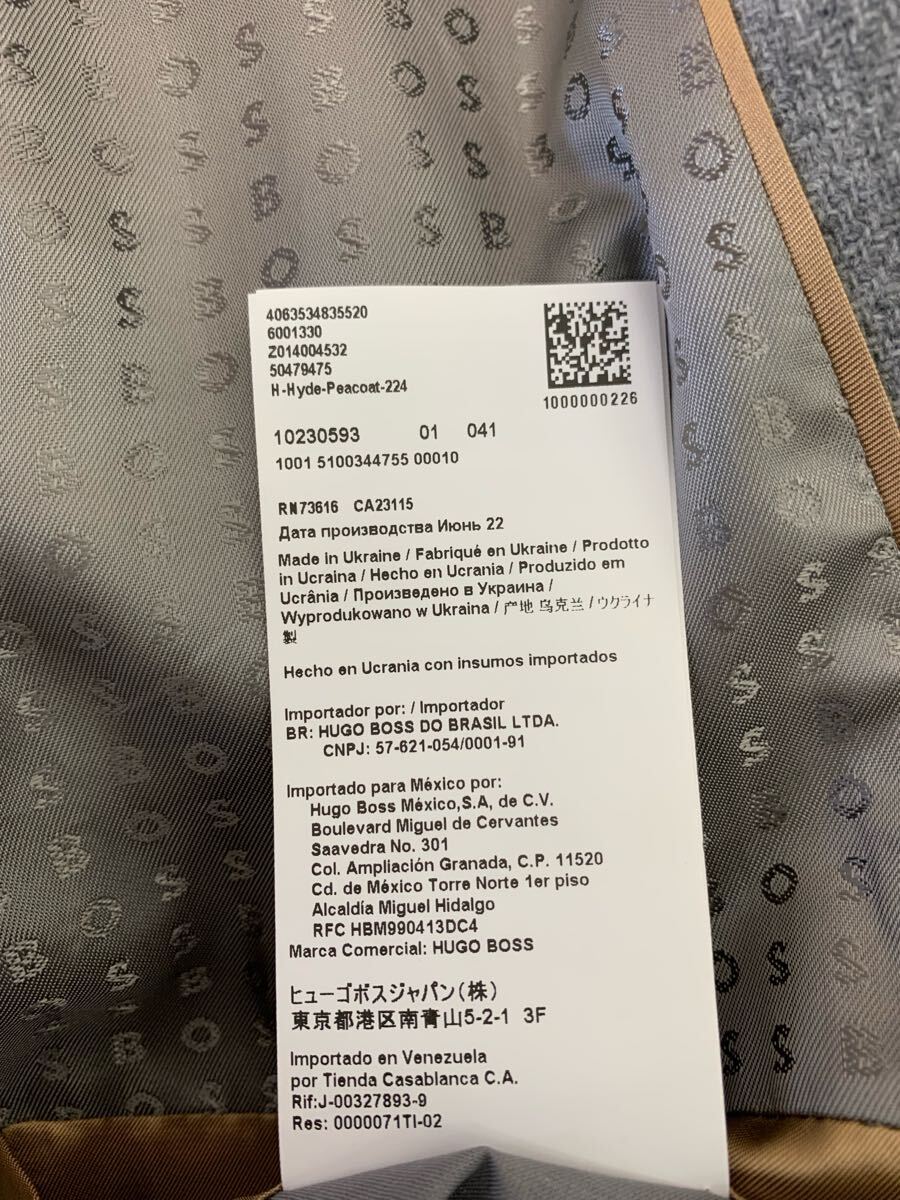 4063534835520
6001330
Z014004532
50479475
H-Hyde-Peacoat-224
1000000226
10230593 01 041
1001 5100344755 00010
RN73616 CA23115
Дата производства Июнь 22
Made in Ukraine / Fabriqué en Ukraine / Prodotto
in Ucraina / Hecho en Ucrania / Produzido em
Ucrânia / Произведено в Украина /
Wyprodukowano w Ukraina / 产地 乌克兰 / ウクライナ
製
Hecho en Ucrania con insumos importados
Importador por: / Importador
BR: HUGO BOSS DO BRASIL LTDA.
CNPJ: 57-621-054/0001-91
Importado para México por:
Hugo Boss México,S.A, de C.V.
Boulevard Miguel de Cervantes
Saavedra No. 301
Col. Ampliación Granada, C.P. 11520
Cd. de México Torre Norte 1er piso
Alcaldía Miguel Hidalgo
RFC HBM990413DC4
Marca Comercial: HUGO BOSS
ヒューゴボスジャパン(株)
東京都港区南青山5-2-1 3F
Importado en Venezuela
por Tienda Casablanca C.A.
Rif:J-00327893-9
Res: 0000071TI-02